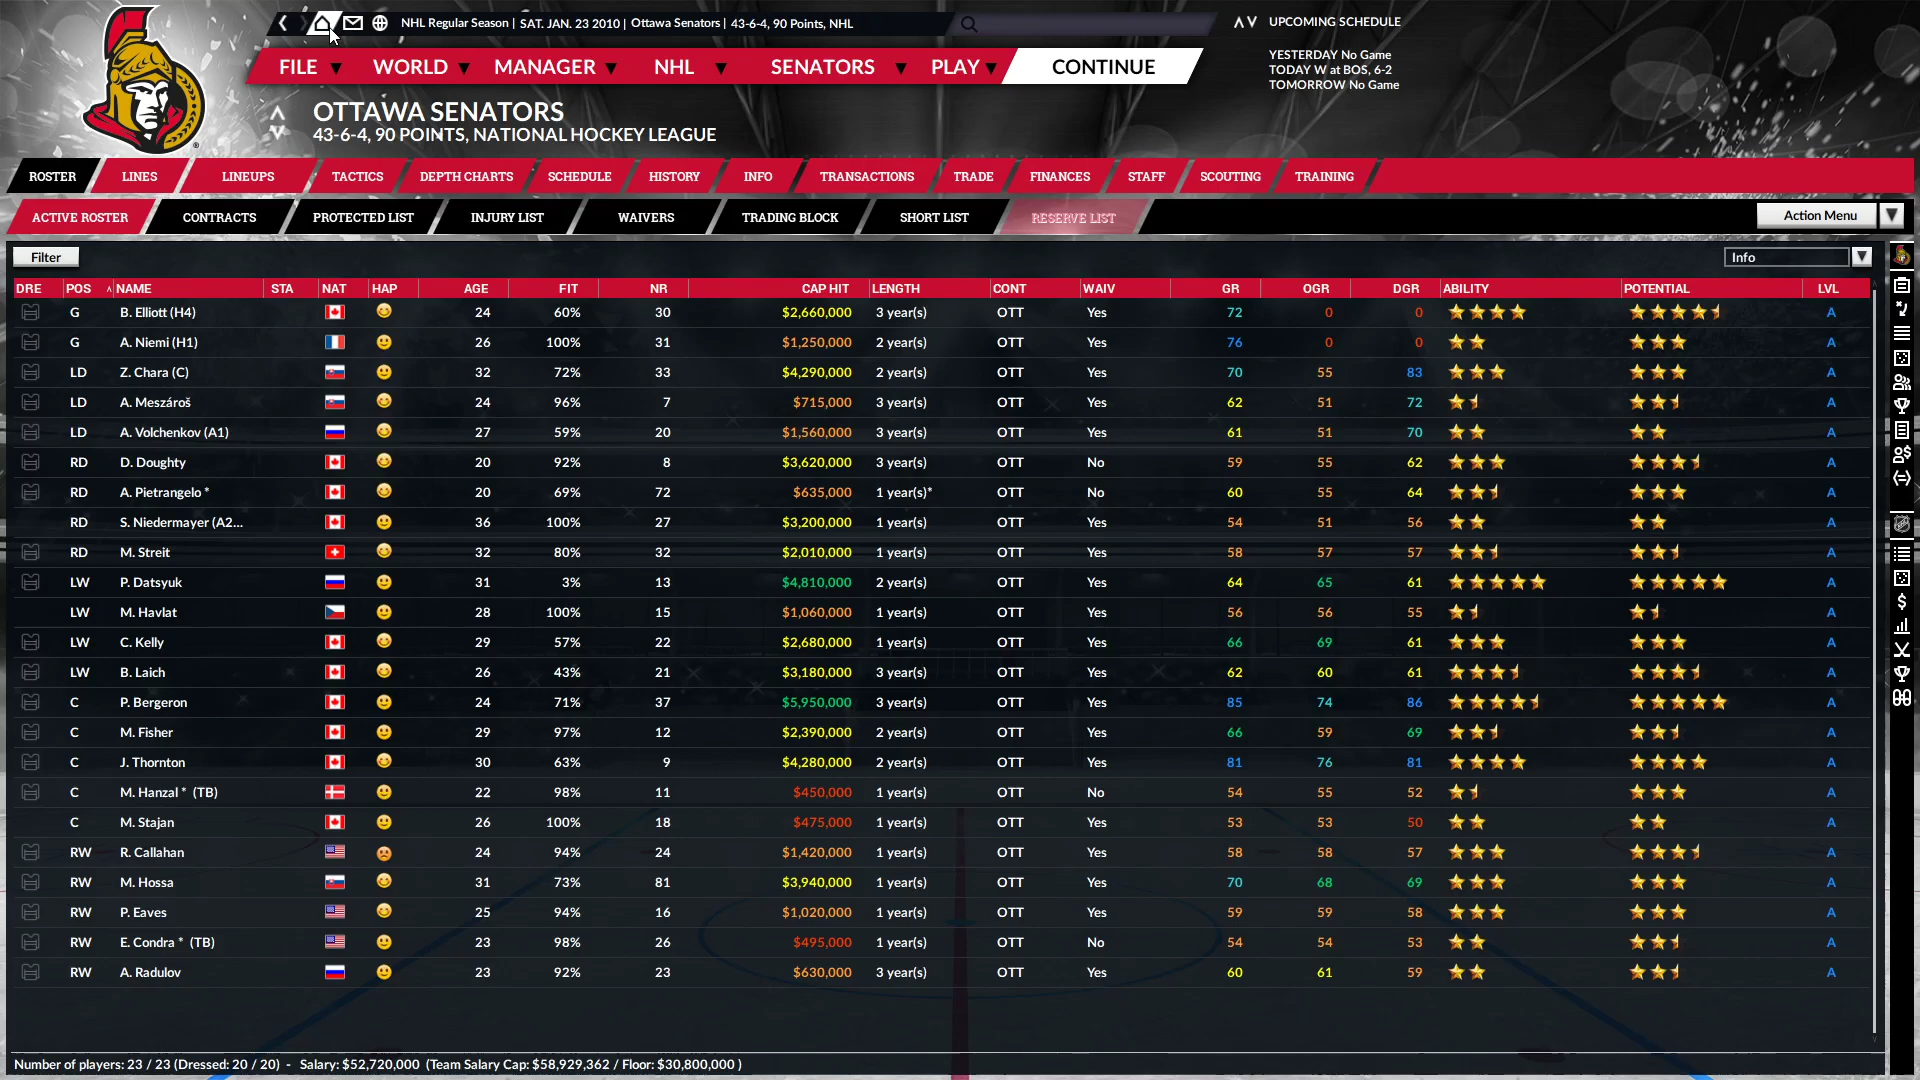 NHL Regular Season | SAT. JAN. 23 2010 | Ottawa Senators | 43-6-4, 90 Points, NHL
UPCOMING SCHEDULE
YESTERDAY No Game
TODAY W at BOS, 6-2
TOMORROW No Game
FILE WORLD MANAGER NHL SENATORS PLAY CONTINUE
OTTAWA SENATORS
43-6-4, 90 POINTS, NATIONAL HOCKEY LEAGUE
ROSTER LINES LINEUPS TACTICS DEPTH CHARTS SCHEDULE HISTORY INFO TRANSACTIONS TRADE FINANCES STAFF SCOUTING TRAINING
ACTIVE ROSTER CONTRACTS PROTECTED LIST INJURY LIST WAIVERS TRADING BLOCK SHORT LIST RESERVE LIST Action Menu
Filter Info
DRE POS NAME STA NAT HAP AGE FIT NR CAP HIT LENGTH CONT WAIV GR OGR DGR ABILITY POTENTIAL LVL
G B. Elliott (H4) 24 60% 30 $2,660,000 3 year(s) OTT Yes 72 0 0 A
G A. Niemi (H1) 26 100% 31 $1,250,000 2 year(s) OTT Yes 76 0 0 A
LD Z. Chara (C) 32 72% 33 $4,290,000 2 year(s) OTT Yes 70 55 83 A
LD A. Meszároš 24 96% 7 $715,000 3 year(s) OTT Yes 62 51 72 A
LD A. Volchenkov (A1) 27 59% 20 $1,560,000 3 year(s) OTT Yes 61 51 70 A
RD D. Doughty 20 92% 8 $3,620,000 3 year(s) OTT No 59 55 62 A
RD A. Pietrangelo * 20 69% 72 $635,000 1 year(s)* OTT No 60 55 64 A
RD S. Niedermayer (A2... 36 100% 27 $3,200,000 1 year(s) OTT Yes 54 51 56 A
RD M. Streit 32 80% 32 $2,010,000 1 year(s) OTT Yes 58 57 57 A
LW P. Datsyuk 31 3% 13 $4,810,000 2 year(s) OTT Yes 64 65 61 A
LW M. Havlat 28 100% 15 $1,060,000 1 year(s) OTT Yes 56 56 55 A
LW C. Kelly 29 57% 22 $2,680,000 1 year(s) OTT Yes 66 69 61 A
LW B. Laich 26 43% 21 $3,180,000 3 year(s) OTT Yes 62 60 61 A
C P. Bergeron 24 71% 37 $5,950,000 3 year(s) OTT Yes 85 74 86 A
C M. Fisher 29 97% 12 $2,390,000 2 year(s) OTT Yes 66 59 69 A
C J. Thornton 30 63% 9 $4,280,000 2 year(s) OTT Yes 81 76 81 A
C M. Hanzal * (TB) 22 98% 11 $450,000 1 year(s) OTT No 54 55 52 A
C M. Stajan 26 100% 18 $475,000 1 year(s) OTT Yes 53 53 50 A
RW R. Callahan 24 94% 24 $1,420,000 1 year(s) OTT Yes 58 58 57 A
RW M. Hossa 31 73% 81 $3,940,000 1 year(s) OTT Yes 70 68 69 A
RW P. Eaves 25 94% 16 $1,020,000 1 year(s) OTT Yes 59 59 58 A
RW E. Condra * (TB) 23 98% 26 $495,000 1 year(s) OTT No 54 54 53 A
RW A. Radulov 23 92% 23 $630,000 3 year(s) OTT Yes 60 61 59 A
Number of players: 23 / 23 (Dressed: 20 / 20) - Salary: $52,720,000 (Team Salary Cap: $58,929,362 / Floor: $30,800,000 )